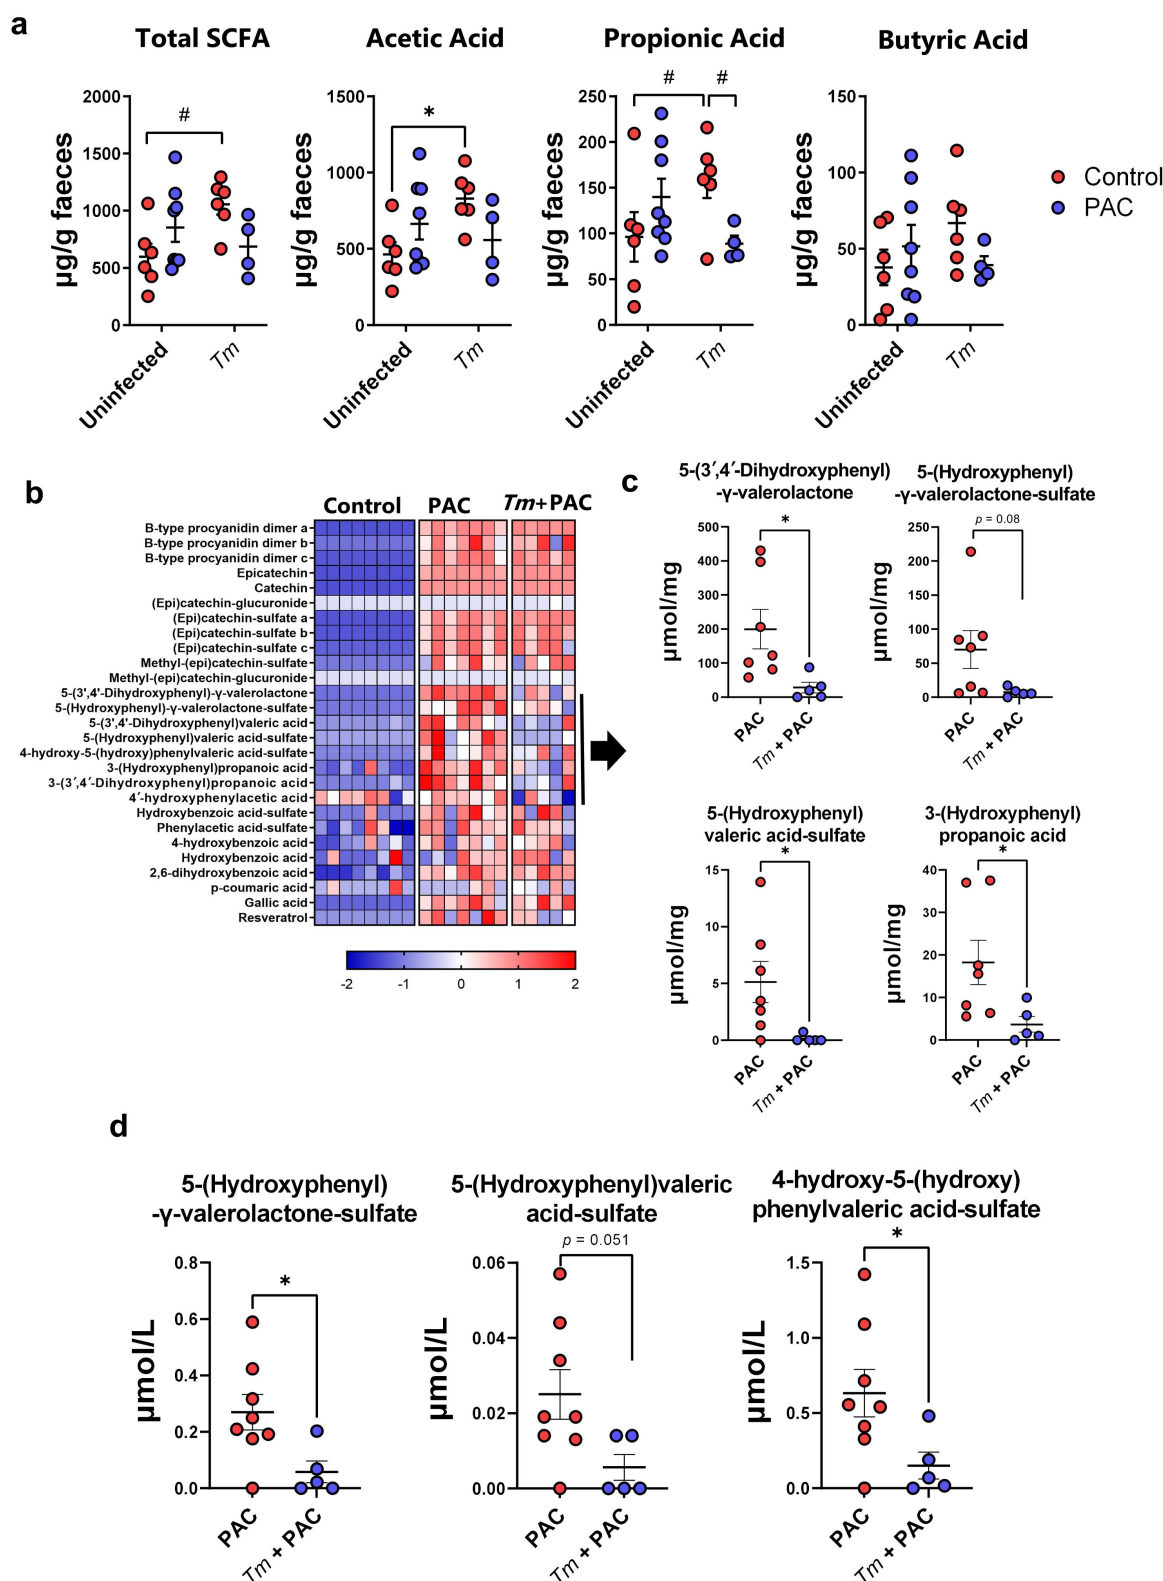 a
Total SCFA
Acetic Acid
Propionic Acid
Butyric Acid
2000
1500
1000
500
0
µg/g faeces
#
Uninfected
Tm
1500
1000
500
0
µg/g faeces
*
Uninfected
Tm
250
200
150
100
50
0
µg/g faeces
#
#
Uninfected
Tm
150
100
50
0
µg/g faeces
Uninfected
Tm
Control
PAC
b
Control
PAC
Tm+PAC
B-type procyanidin dimer a
B-type procyanidin dimer b
B-type procyanidin dimer c
Epicatechin
Catechin
(Epi)catechin-glucuronide
(Epi)catechin-sulfate a
(Epi)catechin-sulfate b
(Epi)catechin-sulfate c
Methyl-(epi)catechin-sulfate
Methyl-(epi)catechin-glucuronide
5-(3',4'-Dihydroxyphenyl)-γ-valerolactone
5-(Hydroxyphenyl)-γ-valerolactone-sulfate
5-(3',4'-Dihydroxyphenyl)valeric acid
5-(Hydroxyphenyl)valeric acid-sulfate
4-hydroxy-5-(hydroxy)phenylvaleric acid-sulfate
3-(Hydroxyphenyl)propanoic acid
3-(3′,4′-Dihydroxyphenyl)propanoic acid
4′-hydroxyphenylacetic acid
Hydroxybenzoic acid-sulfate
Phenylacetic acid-sulfate
4-hydroxybenzoic acid
Hydroxybenzoic acid
2,6-dihydroxybenzoic acid
p-coumaric acid
Gallic acid
Resveratrol
-2
-1
0
1
2
c
5-(3′,4′-Dihydroxyphenyl)
-γ-valerolactone
500
400
300
200
100
0
µmol/mg
*
PAC
Tm + PAC
5-(Hydroxyphenyl)
-γ-valerolactone-sulfate
p = 0.08
250
200
150
100
50
0
µmol/mg
PAC
Tm + PAC
5-(Hydroxyphenyl)
valeric acid-sulfate
15
10
5
0
µmol/mg
*
PAC
Tm + PAC
3-(Hydroxyphenyl)
propanoic acid
40
30
20
10
0
µmol/mg
*
PAC
Tm + PAC
d
5-(Hydroxyphenyl)
-γ-valerolactone-sulfate
0.8
0.6
0.4
0.2
0.0
µmol/L
*
PAC
Tm + PAC
5-(Hydroxyphenyl)valeric
acid-sulfate
p = 0.051
0.06
0.04
0.02
0.00
µmol/L
PAC
Tm + PAC
4-hydroxy-5-(hydroxy)
phenylvaleric acid-sulfate
1.5
1.0
0.5
0.0
µmol/L
*
PAC
Tm + PAC